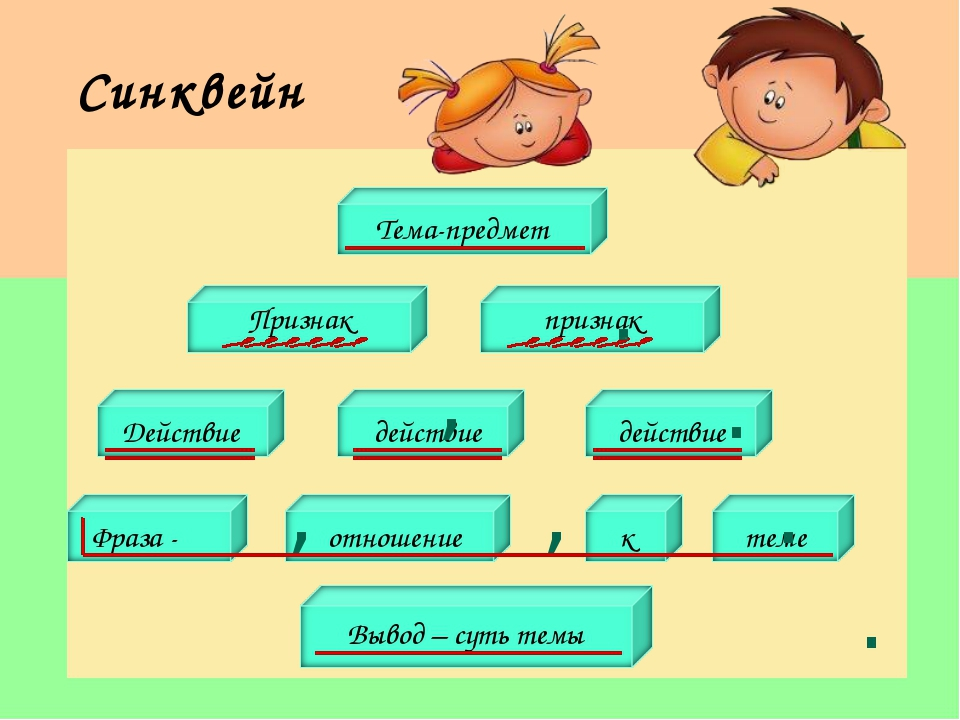 Синквейн
Тема-предмет
Признак признак.
Действие, действие действие.
Фраза - , отношение , к теме.
Вывод – суть темы.